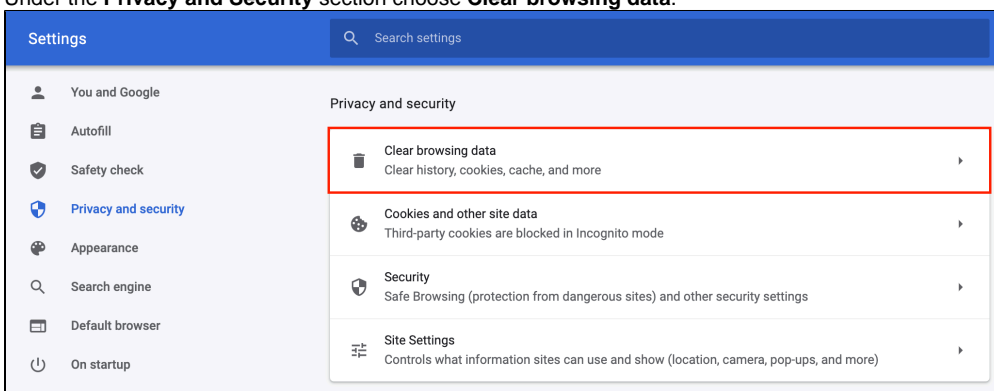 Under the Privacy and Security section choose Clear browsing data.
Settings
Search settings
You and Google
Autofill
Safety check
Privacy and security
Appearance
Search engine
Default browser
On startup
Privacy and security
Clear browsing data
Clear history, cookies, cache, and more
Cookies and other site data
Third-party cookies are blocked in Incognito mode
Security
Safe Browsing (protection from dangerous sites) and other security settings
Site Settings
Controls what information sites can use and show (location, camera, pop-ups, and more)